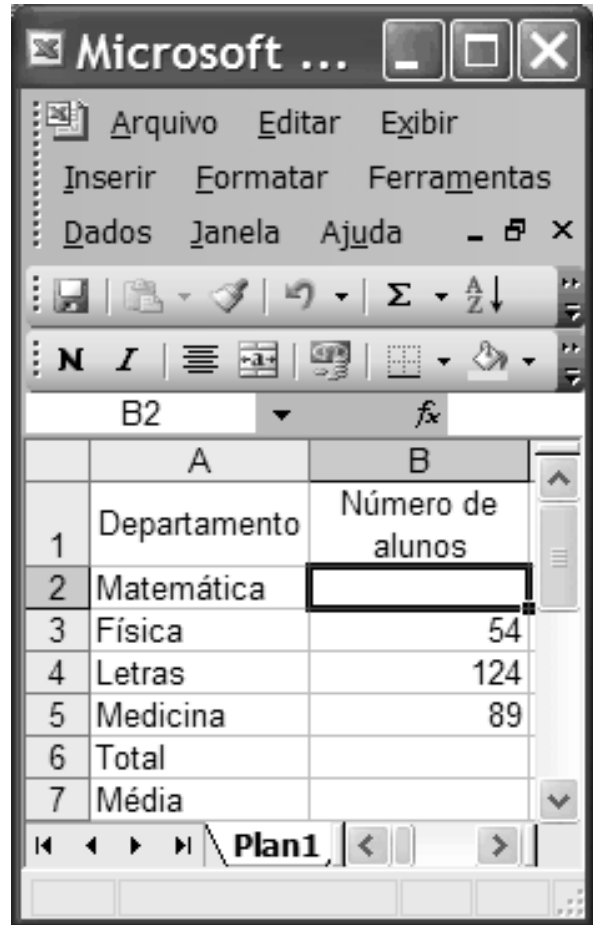 Microsoft ...
Arquivo Editar Exibir
Inserir Formatar Ferramentas
Dados Janela Ajuda
Σ A Z
N I a
B2 fx
A B
1 Departamento Número de alunos
2 Matemática
3 Física 54
4 Letras 124
5 Medicina 89
6 Total
7 Média
Plan1